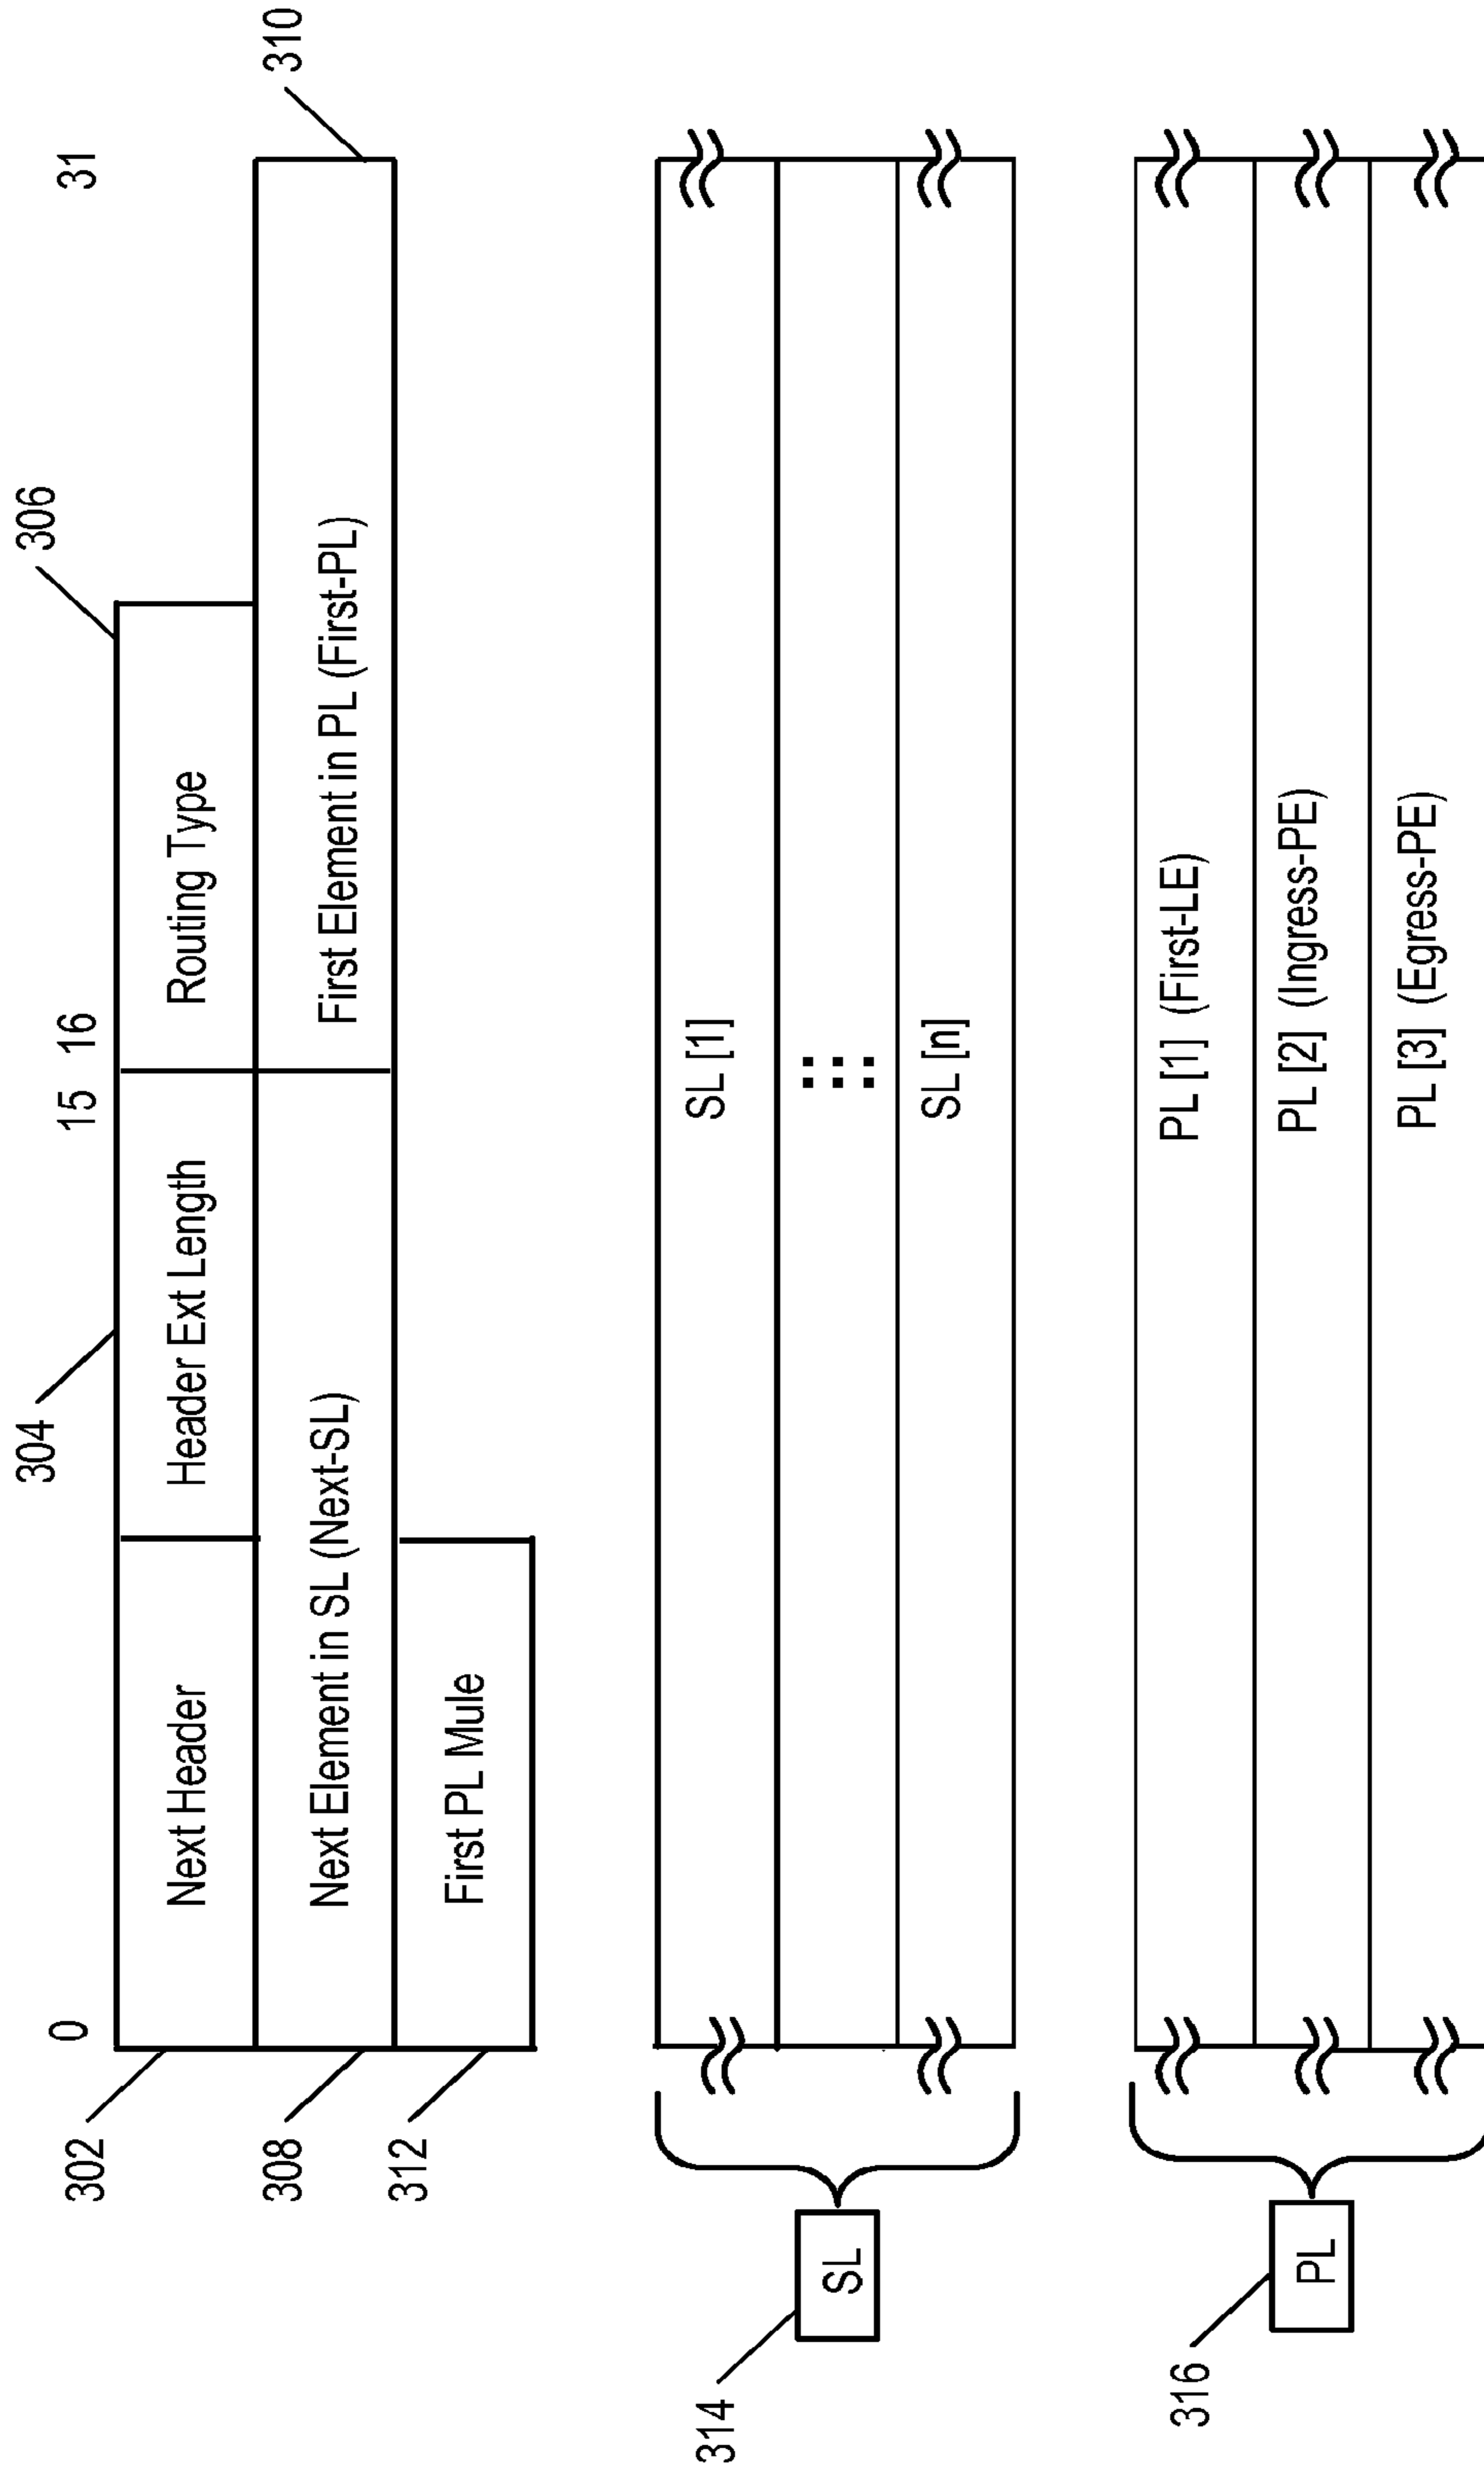 304
306
0
15
16
31
302
Next Header
Header Ext Length
Routing Type
308
Next Element in SL (Next-SL)
First Element in PL (First-PL)
310
312
First PL Mule
314
SL
SL [1]
SL [n]
316
PL
PL [1] (First-LE)
PL [2] (Ingress-PE)
PL [3] (Egress-PE)